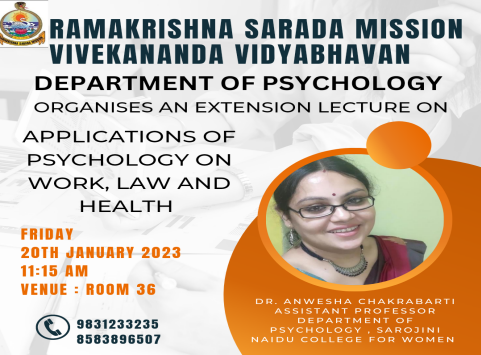 RAMAKRISHNA SARADA MISSION
VIVEKANANDA VIDYABHAVAN
DEPARTMENT OF PSYCHOLOGY
ORGANISES AN EXTENSION LECTURE ON
APPLICATIONS OF
PSYCHOLOGY ON
WORK, LAW AND
HEALTH
FRIDAY
20TH JANUARY 2023
11:15 AM
VENUE : ROOM 36
9831233235
8583896507
DR. ANWESHA CHAKRABARTI
ASSISTANT PROFESSOR
DEPARTMENT OF
PSYCHOLOGY , SAROJINI
NAIDU COLLEGE FOR WOMEN